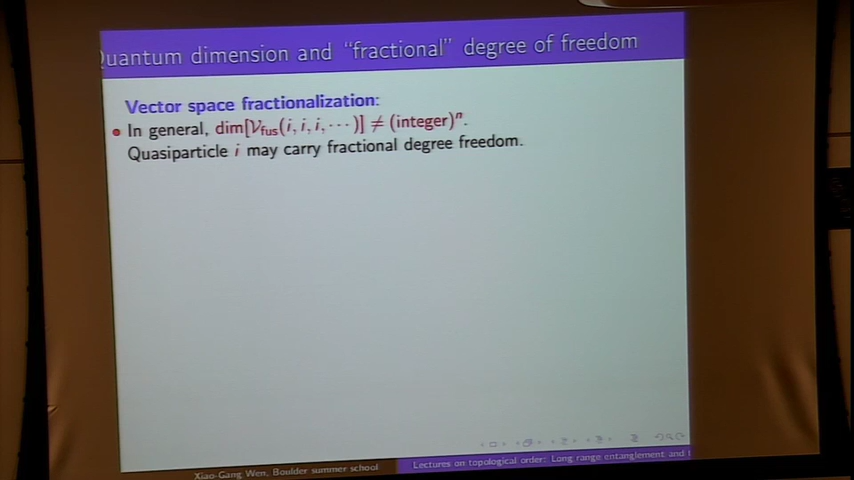 Quantum dimension and "fractional" degree of freedom
Vector space fractionalization:
• In general, dim[𝒱fus(i, i, i, ⋯)] ≠ (integer)ⁿ.
Quasiparticle i may carry fractional degree freedom.
Xiao-Gang Wen, Boulder summer school
Lectures on topological order: Long range entanglement and